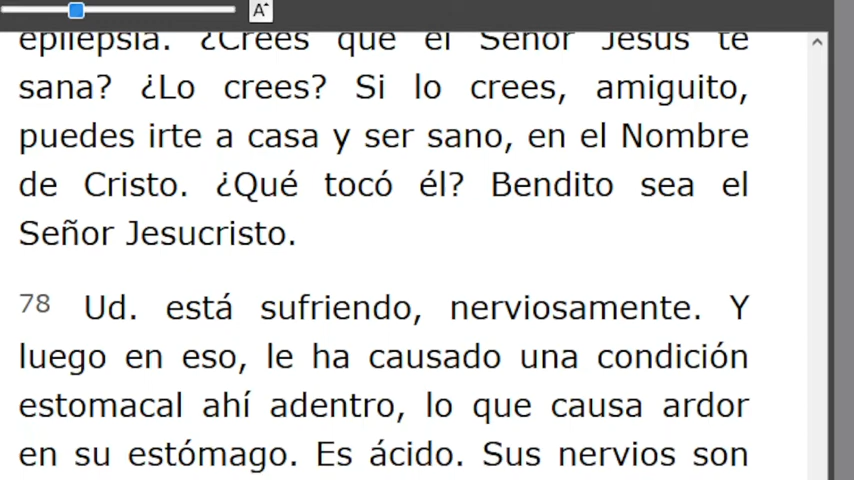 A
epilepsia. ¿Crees que el Señor Jesús te
sana? ¿Lo crees? Si lo crees, amiguito,
puedes irte a casa y ser sano, en el Nombre
de Cristo. ¿Qué tocó él? Bendito sea el
Señor Jesucristo.
78 Ud. está sufriendo, nerviosamente. Y
luego en eso, le ha causado una condición
estomacal ahí adentro, lo que causa ardor
en su estómago. Es ácido. Sus nervios son